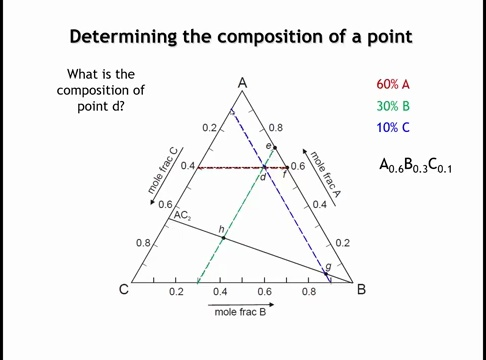 Determining the composition of a point
What is the
composition of
point d?
60% A
30% B
10% C
A0.6B0.3C0.1
A
0.2
0.8
e
mole frac C
mole frac A
0.4
0.6
d
f
0.6
0.4
AC2
h
0.8
0.2
g
C
B
0.2
0.4
0.6
0.8
mole frac B